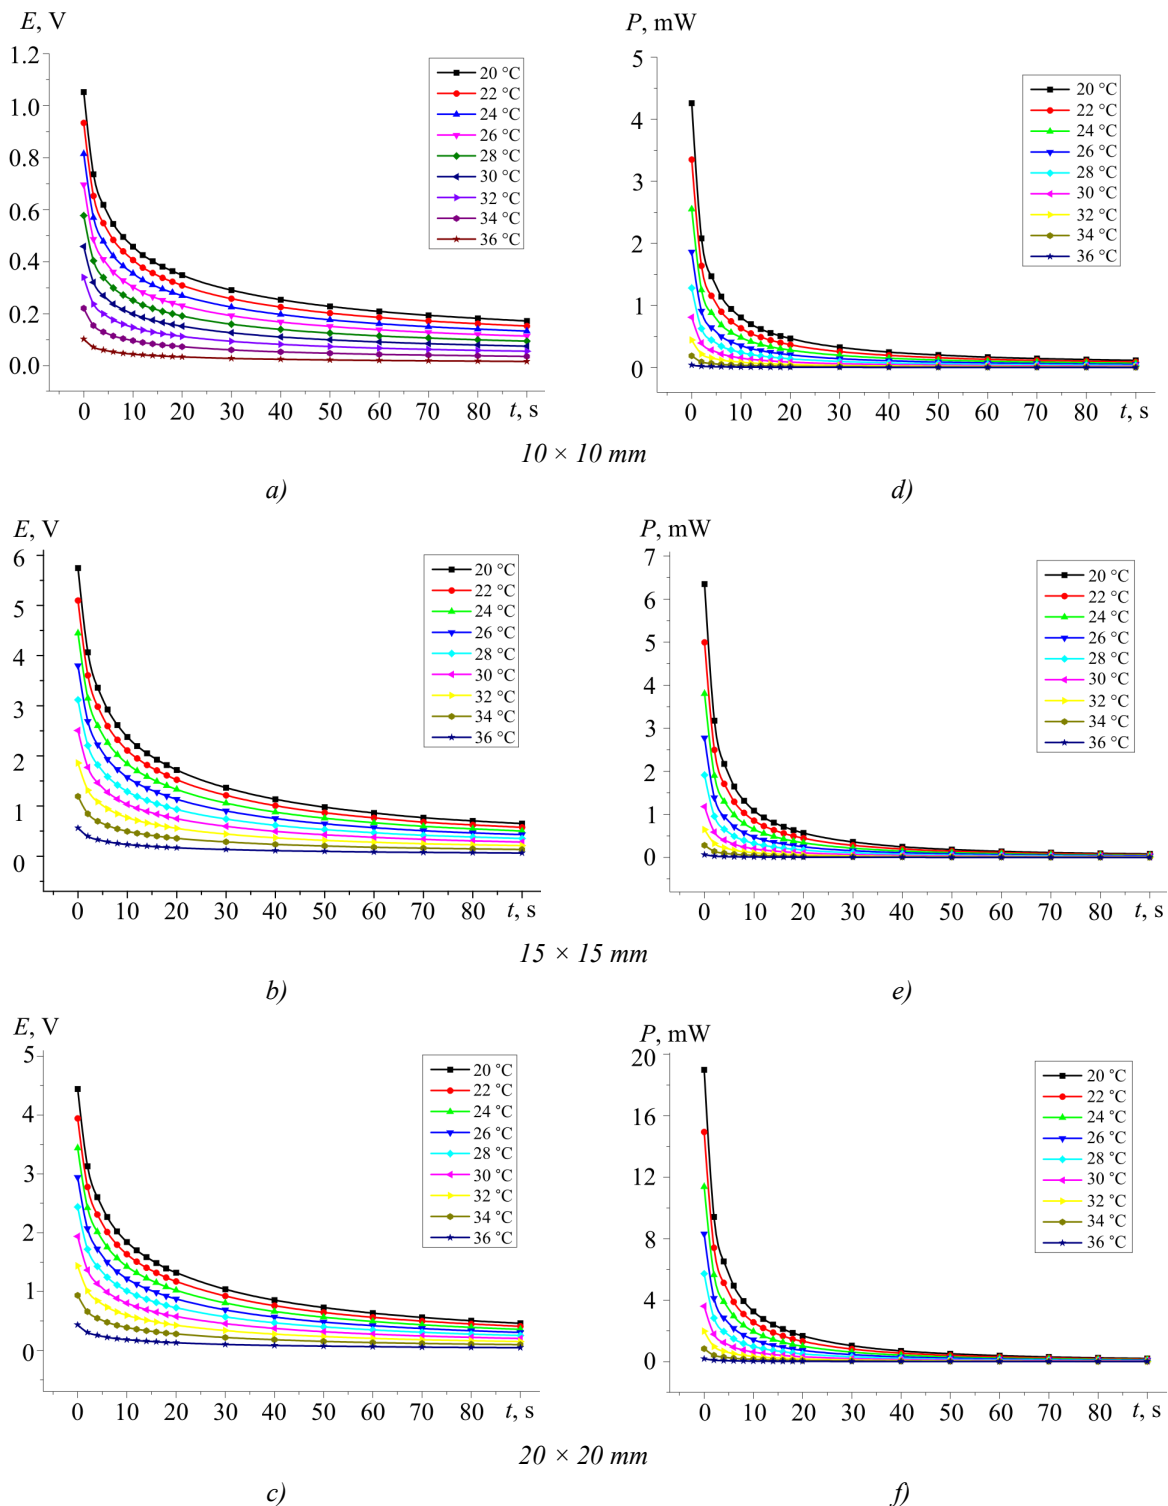 E, V
1.2
1.0
0.8
0.6
0.4
0.2
0.0
20 °C
22 °C
24 °C
26 °C
28 °C
30 °C
32 °C
34 °C
36 °C
0 10 20 30 40 50 60 70 80 t, s
P, mW
5
4
3
2
1
0
20 °C
22 °C
24 °C
26 °C
28 °C
30 °C
32 °C
34 °C
36 °C
0 10 20 30 40 50 60 70 80 t, s
10 × 10 mm
a)
d)
E, V
6
5
4
3
2
1
0
20 °C
22 °C
24 °C
26 °C
28 °C
30 °C
32 °C
34 °C
36 °C
0 10 20 30 40 50 60 70 80 t, s
P, mW
7
6
5
4
3
2
1
0
20 °C
22 °C
24 °C
26 °C
28 °C
30 °C
32 °C
34 °C
36 °C
0 10 20 30 40 50 60 70 80 t, s
15 × 15 mm
b)
e)
E, V
5
4
3
2
1
0
20 °C
22 °C
24 °C
26 °C
28 °C
30 °C
32 °C
34 °C
36 °C
0 10 20 30 40 50 60 70 80 t, s
P, mW
20
16
12
8
4
0
20 °C
22 °C
24 °C
26 °C
28 °C
30 °C
32 °C
34 °C
36 °C
0 10 20 30 40 50 60 70 80 t, s
20 × 20 mm
c)
f)